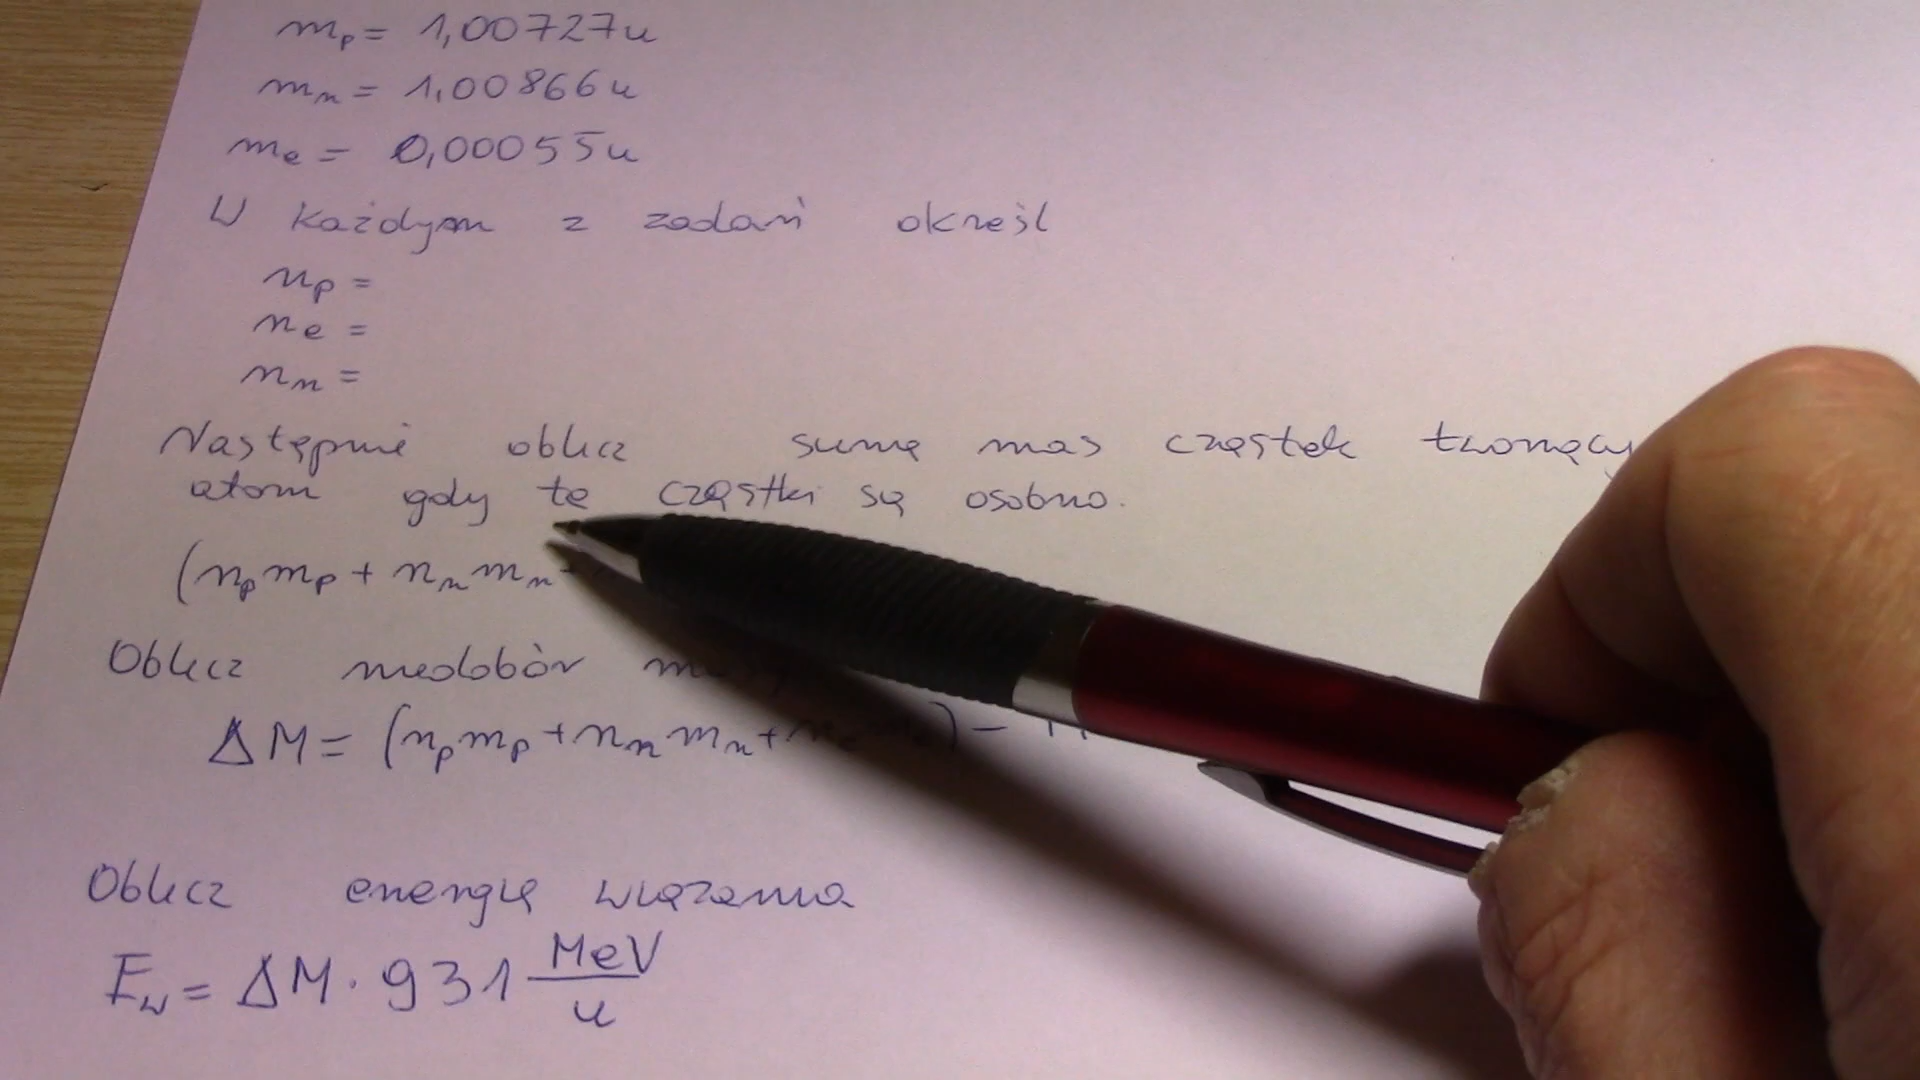 mp = 1,00727u
mn = 1,00866u
me = 0,00055u
W każdym z zadań określ
np =
ne =
nn =
Następnie oblicz sumę mas cząstek
atom gdy te cząstki są osobno.
(npmp + nnmn
Oblicz niedobór
ΔM = (npmp + nnmn +
Oblicz energię wiązania
Ew = ΔM · 931 MeV/u